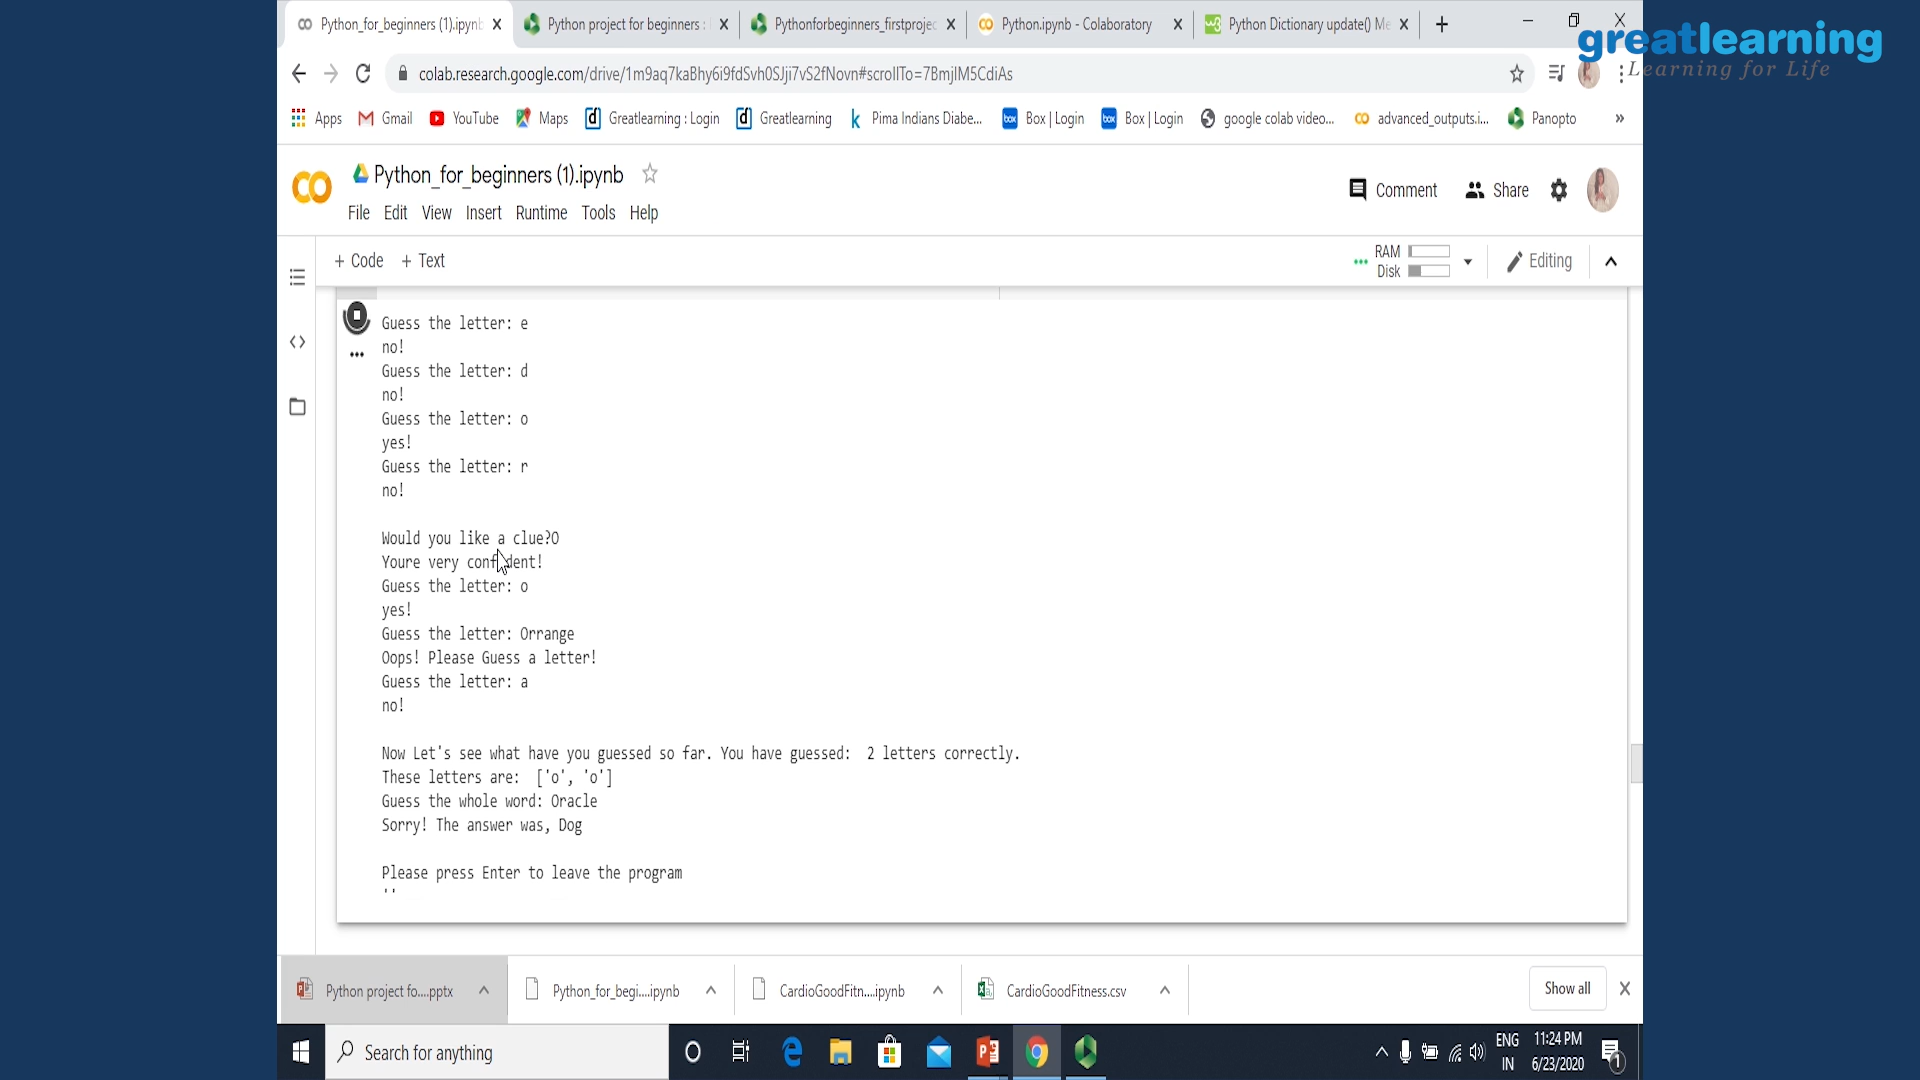 Python_for_beginners (1).ipynb
Python project for beginners :
Pythonforbeginners_firstprojec
Python.ipynb - Colaboratory
Python Dictionary update() Me
greatlearning
Learning for Life
colab.research.google.com/drive/1m9aq7kaBhy6i9fdSvh0SJji7vS2fNovn#scrollTo=7BmjlM5CdiAs
Apps
Gmail
YouTube
Maps
Greatlearning : Login
Greatlearning
Pima Indians Diabe...
Box | Login
Box | Login
google colab video...
advanced_outputs.i...
Panopto
»
Python_for_beginners (1).ipynb
Comment
Share
File Edit View Insert Runtime Tools Help
+ Code + Text
RAM
Disk
Editing
Guess the letter: e
no!
Guess the letter: d
no!
Guess the letter: o
yes!
Guess the letter: r
no!
Would you like a clue?O
Youre very confident!
Guess the letter: o
yes!
Guess the letter: Orrange
Oops! Please Guess a letter!
Guess the letter: a
no!
Now Let's see what have you guessed so far. You have guessed:  2 letters correctly.
These letters are:  ['o', 'o']
Guess the whole word: Oracle
Sorry! The answer was, Dog
Please press Enter to leave the program
''
Python project fo....pptx
Python_for_begi....ipynb
CardioGoodFitn....ipynb
CardioGoodFitness.csv
Show all
Search for anything
ENG
IN
11:24 PM
6/23/2020
1